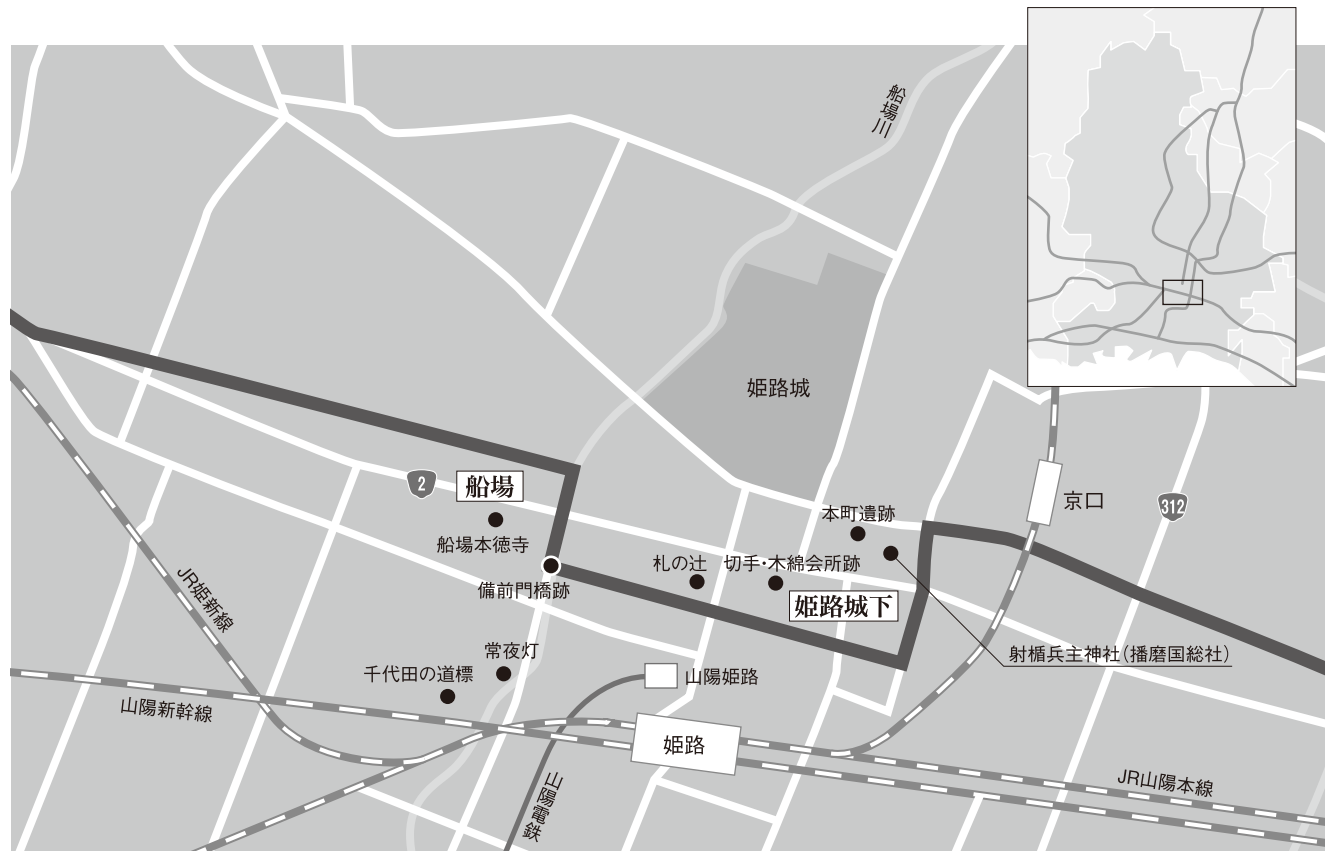 船場川
姫路城
2
船場
船場本徳寺
備前門橋跡
本町遺跡
札の辻
切手・木綿会所跡
姫路城下
京口
312
射楯兵主神社(播磨国総社)
JR姫新線
常夜灯
千代田の道標
山陽姫路
山陽新幹線
姫路
山陽電鉄
JR山陽本線